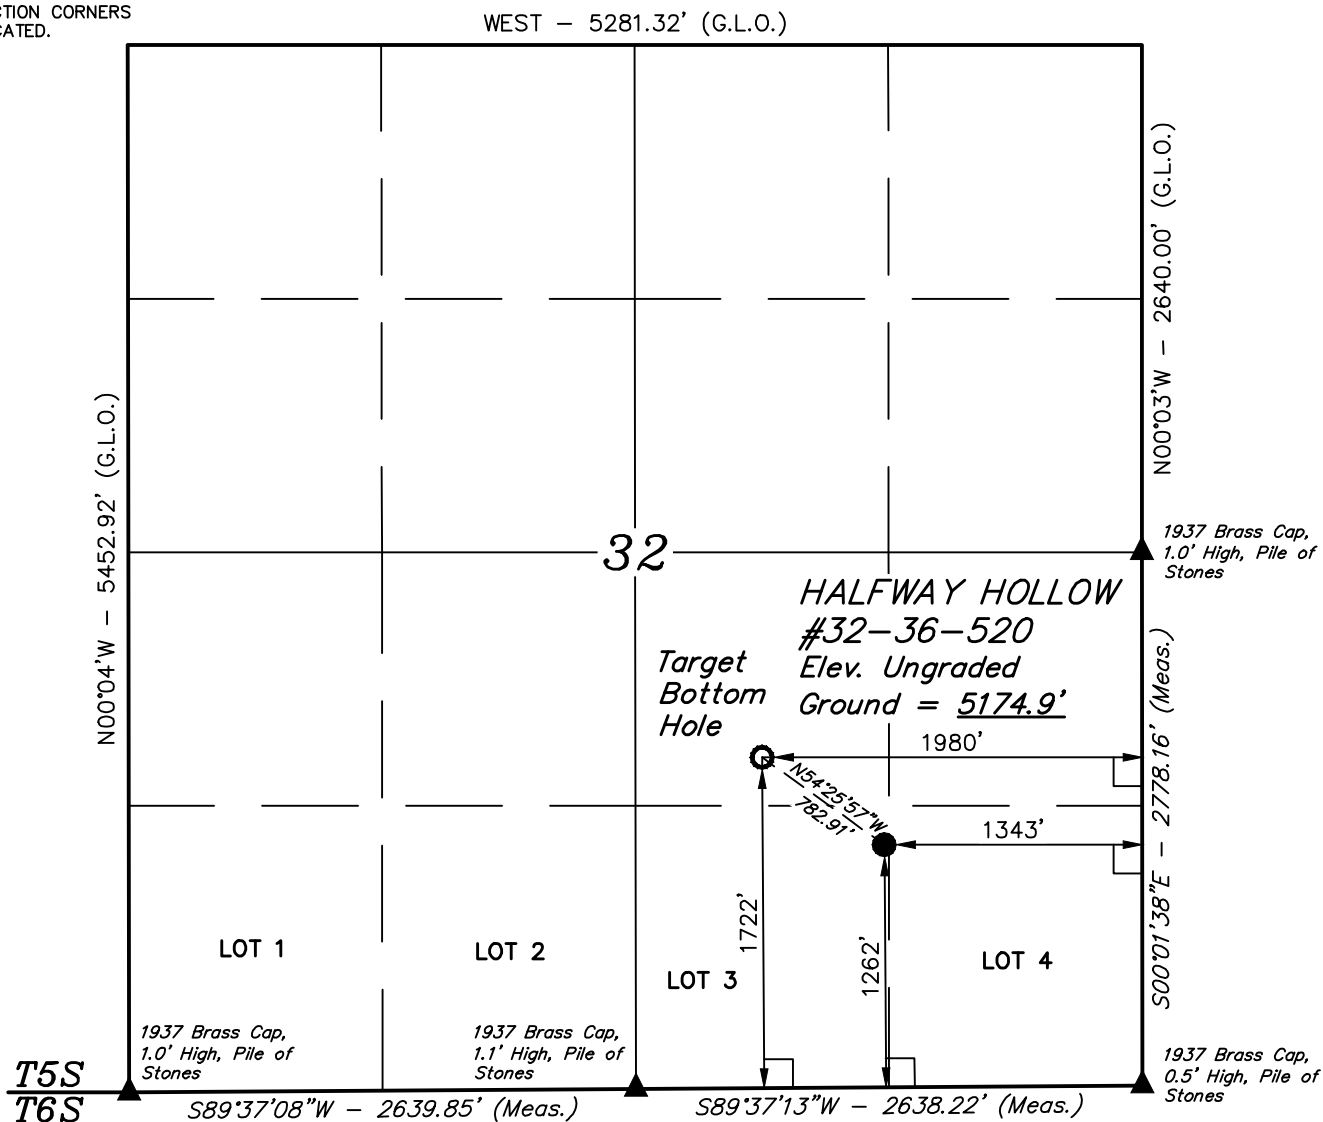 CTION CORNERS
CATED.
WEST – 5281.32' (G.L.O.)
N00°04'W – 5452.92' (G.L.O.)
N00°03'W – 2640.00' (G.L.O.)
32
1937 Brass Cap,
1.0' High, Pile of
Stones
HALFWAY HOLLOW
#32-36-520
Elev. Ungraded
Ground = 5174.9'
Target
Bottom
Hole
1980'
N54°25'57"W
782.91'
1343'
S00°01'38"E – 2778.16' (Meas.)
1722'
1262'
LOT 1
LOT 2
LOT 3
LOT 4
1937 Brass Cap,
1.0' High, Pile of
Stones
1937 Brass Cap,
1.1' High, Pile of
Stones
1937 Brass Cap,
0.5' High, Pile of
Stones
T5S
T6S
S89°37'08"W – 2639.85' (Meas.)
S89°37'13"W – 2638.22' (Meas.)